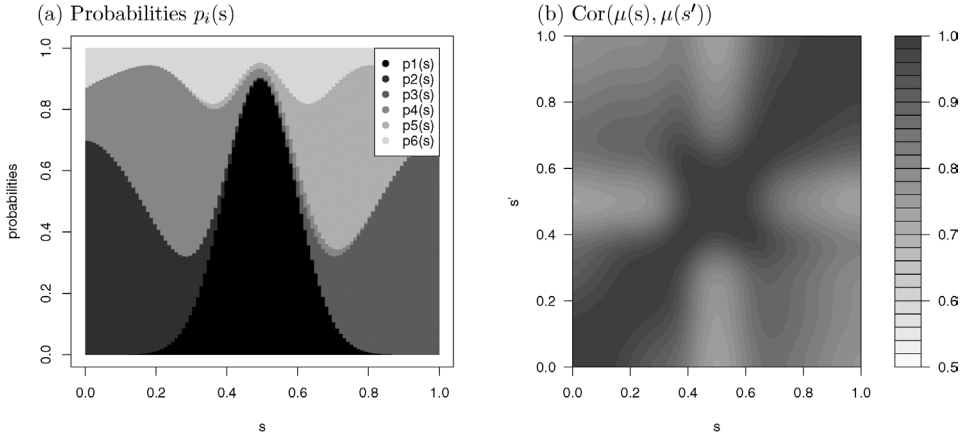 (a) Probabilities pᵢ(s)
1.0
0.8
0.6
0.4
0.2
0.0
probabilities
p1(s)
p2(s)
p3(s)
p4(s)
p5(s)
p6(s)
0.0 0.2 0.4 0.6 0.8 1.0
s
(b) Cor(μ(s), μ(s′))
1.0
0.8
0.6
0.4
0.2
0.0
s'
0.0 0.2 0.4 0.6 0.8 1.0
s
1.0
0.9
0.8
0.7
0.6
0.5